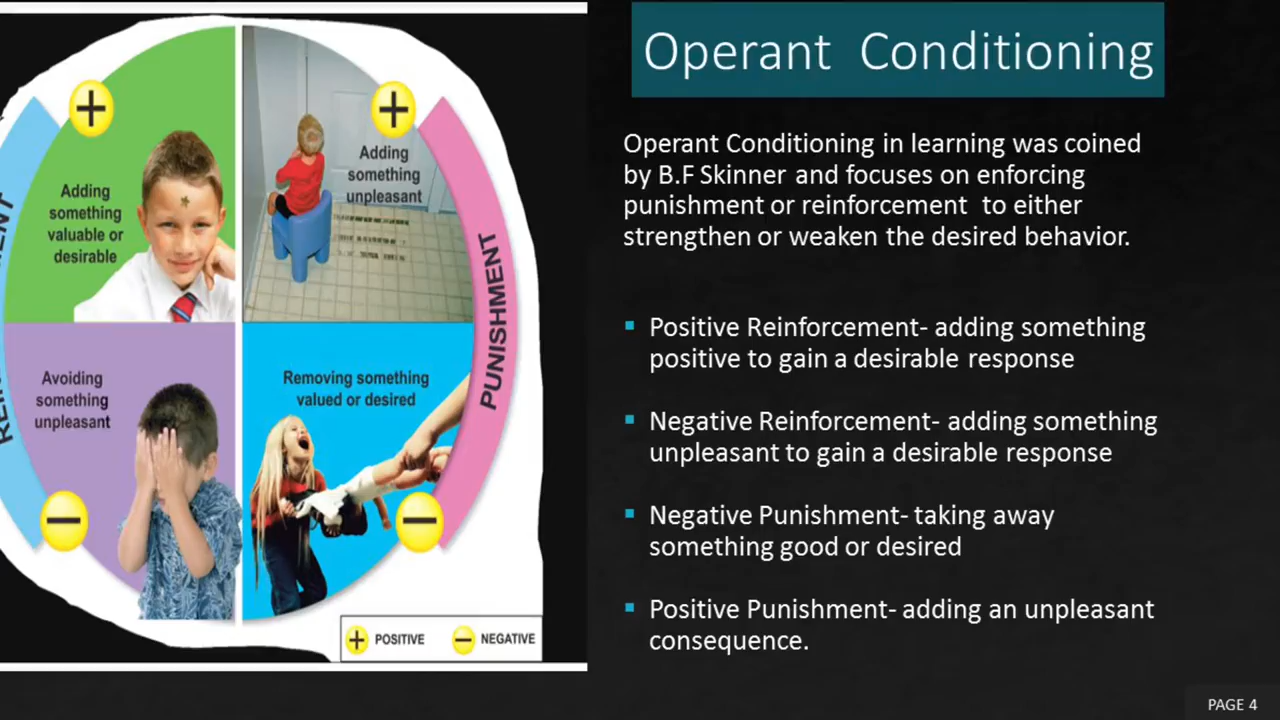 Operant Conditioning
Operant Conditioning in learning was coined
by B.F Skinner and focuses on enforcing
punishment or reinforcement to either
strengthen or weaken the desired behavior.
Positive Reinforcement- adding something
positive to gain a desirable response
Negative Reinforcement- adding something
unpleasant to gain a desirable response
Negative Punishment- taking away
something good or desired
Positive Punishment- adding an unpleasant
consequence.
+
Adding
something
valuable or
desirable
+
Adding
something
unpleasant
PUNISHMENT
Avoiding
something
unpleasant
−
Removing something
valued or desired
−
+ POSITIVE − NEGATIVE
PAGE 4